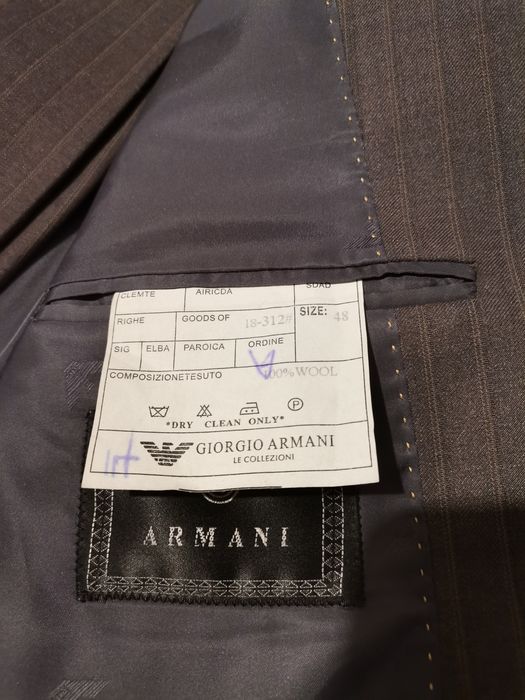 CLEMTE AIRICDA SDAD
RIGHE GOODS OF 18-312# SIZE: 48
SIG ELBA PAROICA ORDINE
A
COMPOSIZIONETESUTO 100%WOOL
P
*DRY CLEAN ONLY*
GIORGIO ARMANI
LE COLLEZIONI
ARMANI